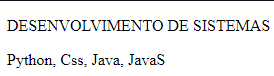 DESENVOLVIMENTO DE SISTEMAS
Python, Css, Java, JavaS